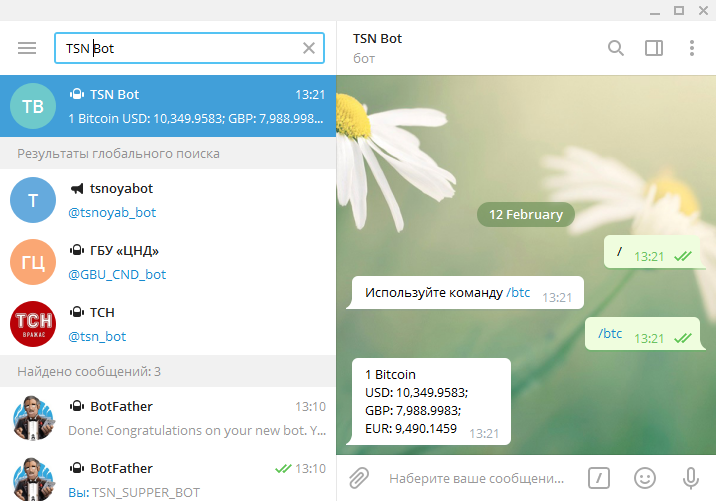 TSN Bot
TB
TSN Bot
13:21
1 Bitcoin USD: 10,349.9583; GBP: 7,988.998...
Результаты глобального поиска
T
tsnoyabot
@tsnoyab_bot
ГЦ
ГБУ «ЦНД»
@GBU_CND_bot
ТСН
ВРАЖАЄ
ТСН
@tsn_bot
Найдено сообщений: 3
BotFather
13:10
Done! Congratulations on your new bot. Y...
BotFather
13:10
Вы: TSN_SUPPER_BOT
TSN Bot
бот
12 February
/ 13:21
Используйте команду /btc 13:21
/btc 13:21
1 Bitcoin
USD: 10,349.9583;
GBP: 7,988.9983;
EUR: 9,490.1459 13:21
Наберите ваше сообщени...